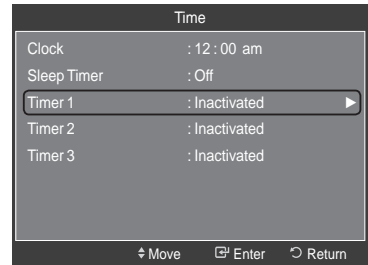 Time
Clock : 12 : 00 am
Sleep Timer : Off
Timer 1 : Inactivated
Timer 2 : Inactivated
Timer 3 : Inactivated
Move Enter Return